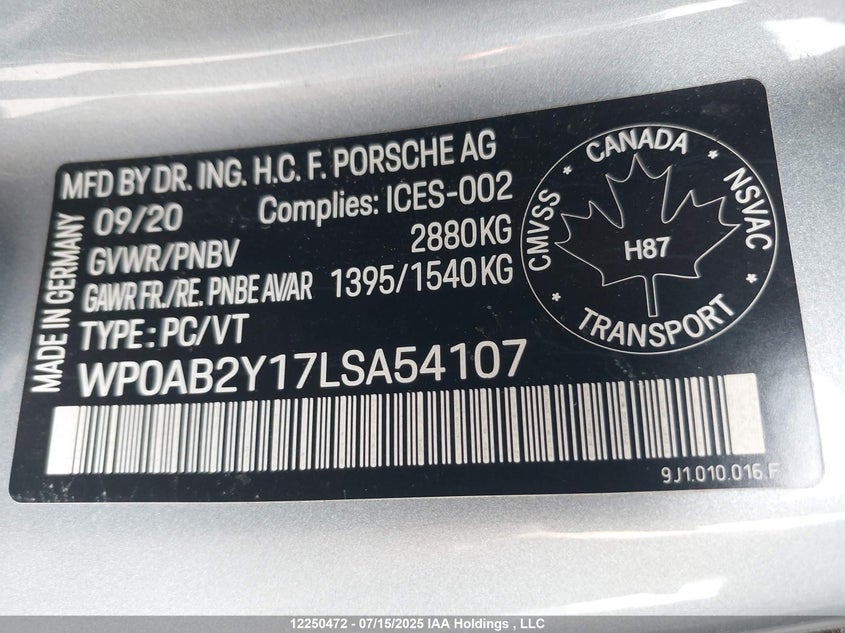 MFD BY DR. ING. H.C. F. PORSCHE AG
09/20 Complies: ICES-002
GVWR/PNBV 2880KG
GAWR FR./RE. PNBE AV/AR 1395/1540KG
TYPE: PC/VT
WP0AB2Y17LSA54107
MADE IN GERMANY
CANADA
CMVSS
NSVAC
H87
TRANSPORT
9J1.010.016.F
12250472 - 07/15/2025 IAA Holdings , LLC